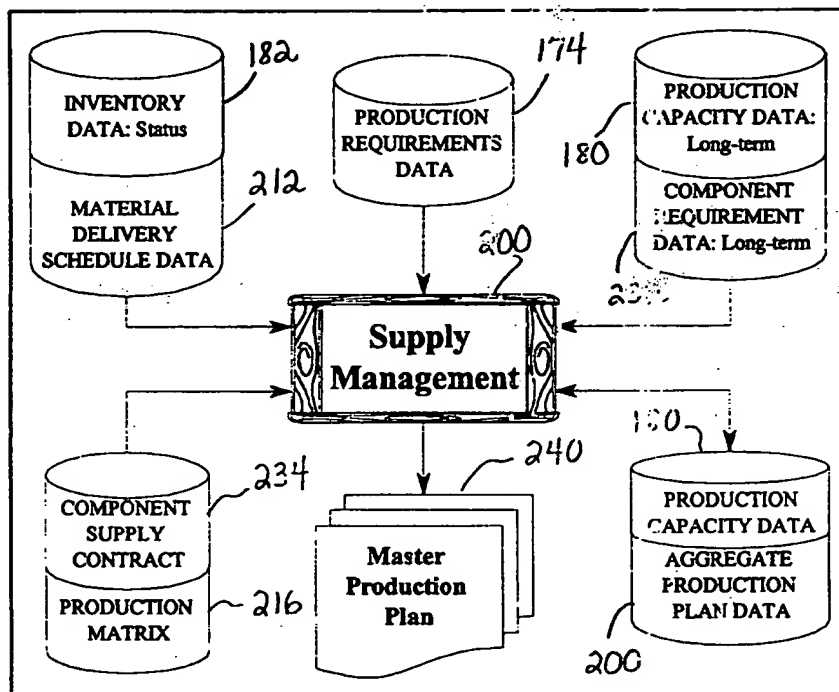 182
INVENTORY
DATA: Status
212
MATERIAL
DELIVERY
SCHEDULE DATA
174
PRODUCTION
REQUIREMENTS
DATA
PRODUCTION
CAPACITY DATA:
Long-term
180
COMPONENT
REQUIREMENT
DATA: Long-term
200
Supply
Management
234
COMPONENT
SUPPLY
CONTRACT
PRODUCTION
MATRIX
216
240
Master
Production
Plan
PRODUCTION
CAPACITY DATA
AGGREGATE
PRODUCTION
PLAN DATA
200